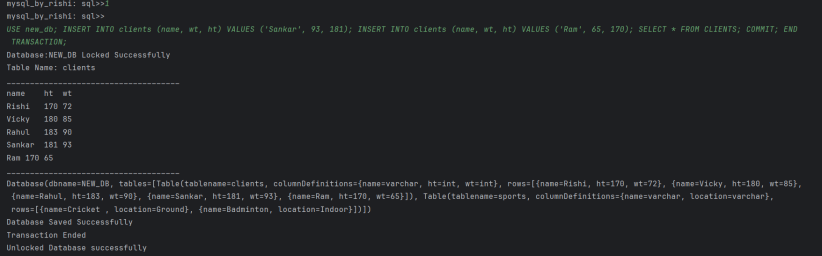 mysql_by_rishi: sql>>1
mysql_by_rishi: sql>>
USE new_db; INSERT INTO clients (name, wt, ht) VALUES ('Sankar', 93, 181); INSERT INTO clients (name, wt, ht) VALUES ('Ram', 65, 170); SELECT * FROM CLIENTS; COMMIT; END
TRANSACTION;
Database:NEW_DB Locked Successfully
Table Name: clients
name ht wt
Rishi 170 72
Vicky 180 85
Rahul 183 90
Sankar 181 93
Ram 170 65
Database(dbname=NEW_DB, tables=[Table(tablename=clients, columnDefinitions={name=varchar, ht=int, wt=int}, rows=[{name=Rishi, ht=170, wt=72}, {name=Vicky, ht=180, wt=85},
{name=Rahul, ht=183, wt=90}, {name=Sankar, ht=181, wt=93}, {name=Ram, ht=170, wt=65}]), Table(tablename=sports, columnDefinitions={name=varchar, location=varchar},
rows=[{name=Cricket , location=Ground}, {name=Badminton, location=Indoor}])])
Database Saved Successfully
Transaction Ended
Unlocked Database successfully